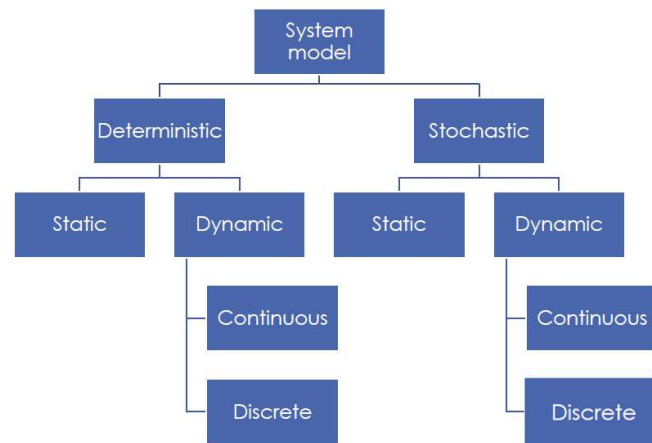 System
model
Deterministic
Stochastic
Static
Dynamic
Static
Dynamic
Continuous
Continuous
Discrete
Discrete